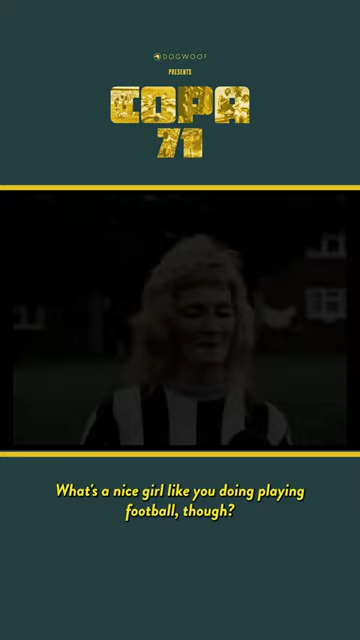 DOGWOOF
PRESENTS
COPA
71
What's a nice girl like you doing playing
football, though?